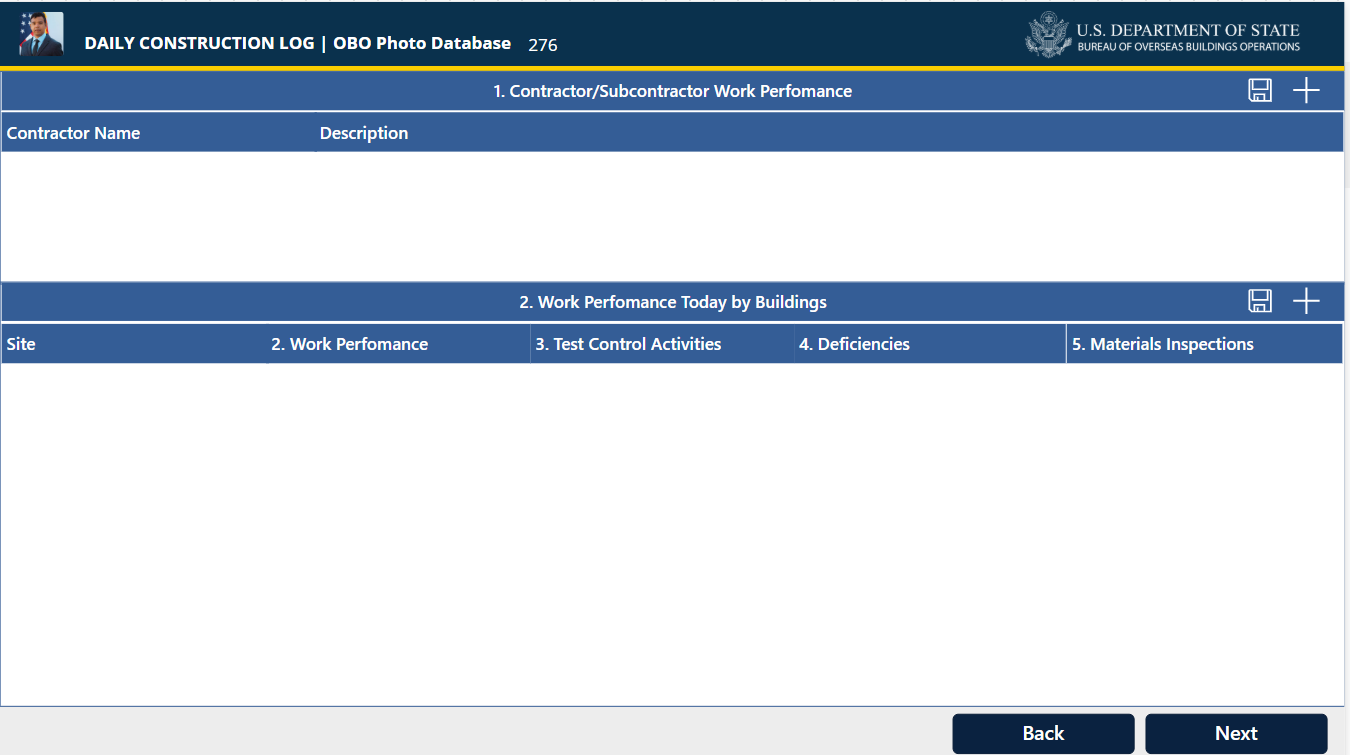 DAILY CONSTRUCTION LOG | OBO Photo Database 276
U.S. DEPARTMENT OF STATE
BUREAU OF OVERSEAS BUILDINGS OPERATIONS
1. Contractor/Subcontractor Work Perfomance
Contractor Name Description
2. Work Perfomance Today by Buildings
Site 2. Work Perfomance 3. Test Control Activities 4. Deficiencies 5. Materials Inspections
Back Next